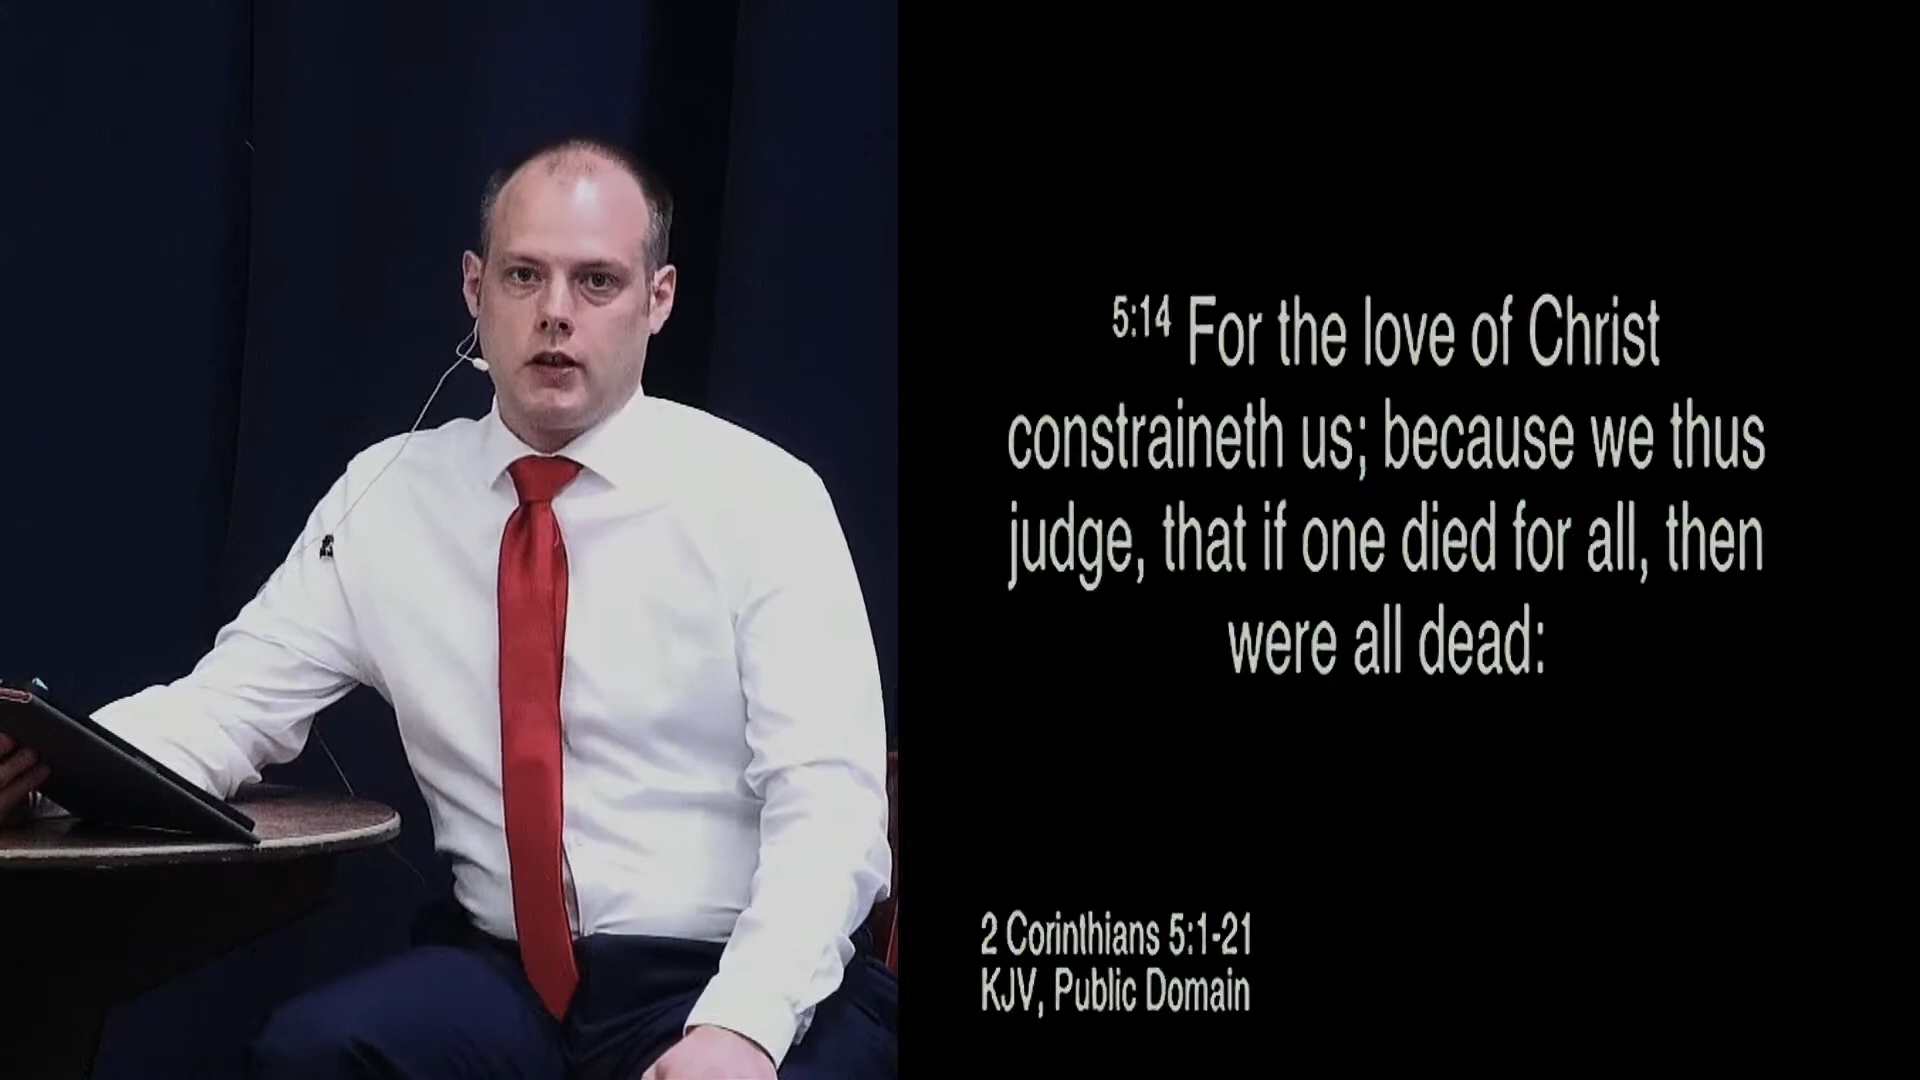 5:14 For the love of Christ
constraineth us; because we thus
judge, that if one died for all, then
were all dead:
2 Corinthians 5:1-21
KJV, Public Domain